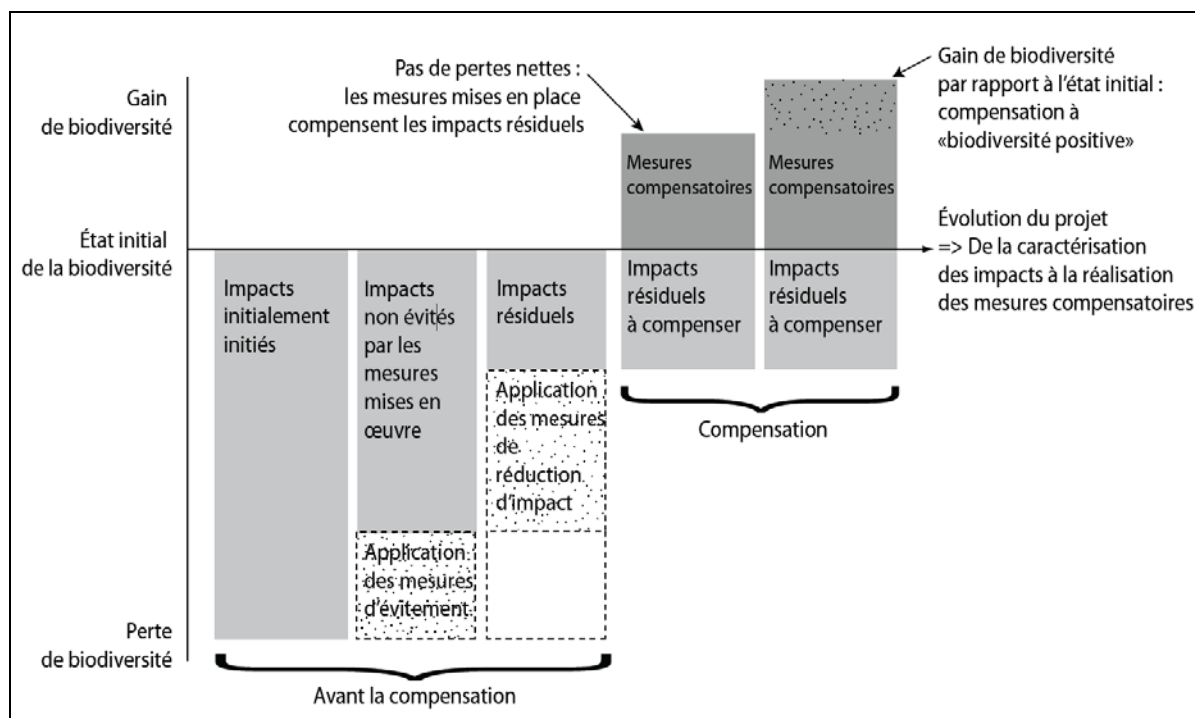 Gain
de biodiversité
Pas de pertes nettes :
les mesures mises en place
compensent les impacts résiduels
Gain de biodiversité
par rapport à l'état initial :
compensation à
«biodiversité positive»
Mesures
compensatoires
Mesures
compensatoires
État initial
de la biodiversité
Évolution du projet
=> De la caractérisation
des impacts à la réalisation
des mesures compensatoires
Impacts
initialement
initiés
Impacts
non évités
par les
mesures
mises en
œuvre
Impacts
résiduels
Impacts
résiduels
à compenser
Impacts
résiduels
à compenser
Application
des mesures
de
réduction
d'impact
Application
des mesures
d'évitement
Compensation
Perte
de biodiversité
Avant la compensation